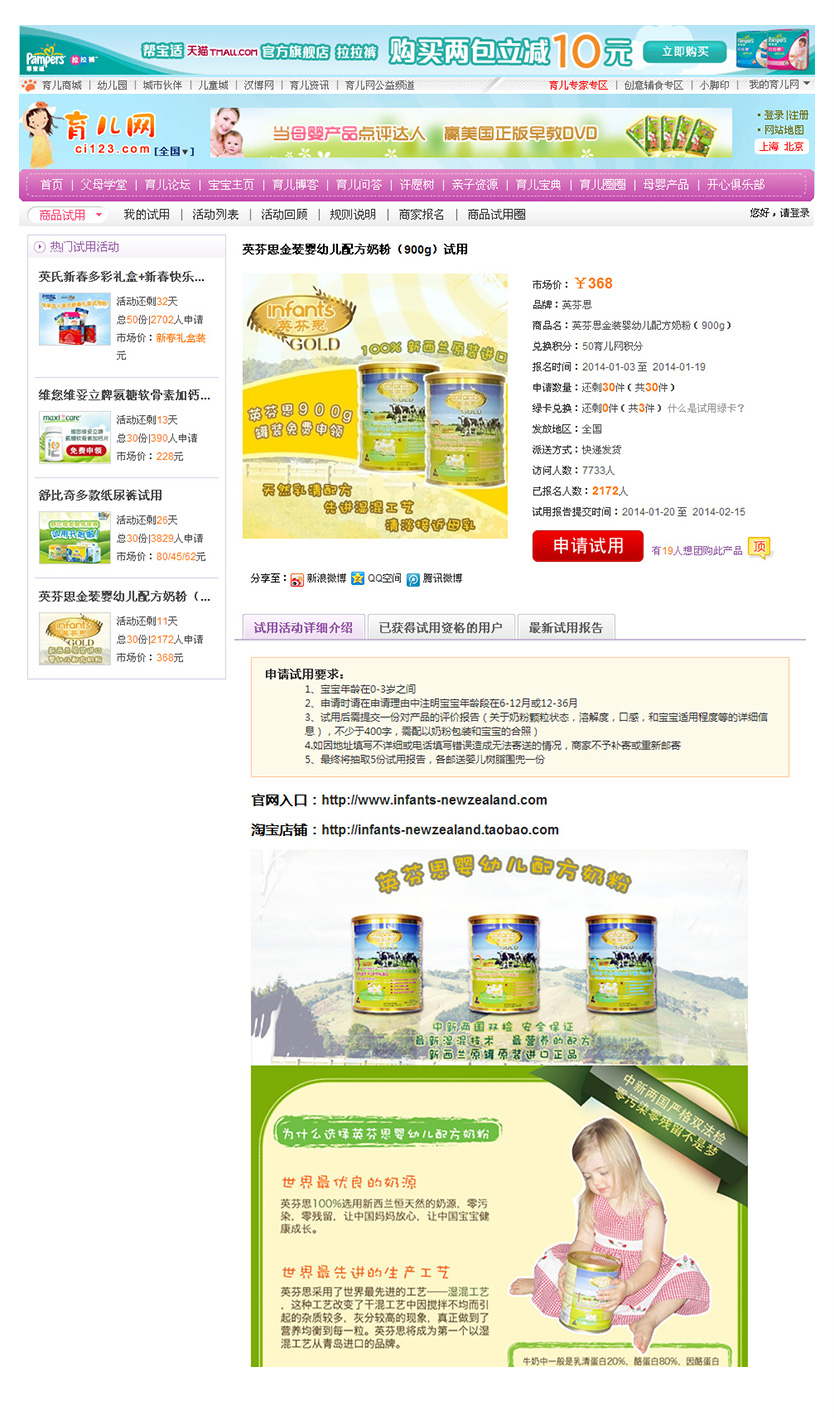 Pampers 拉拉裤 帮宝适 天猫TMALL.COM 官方旗舰店 拉拉裤 购买两包立减10元 立即购买
育儿商城 | 幼儿园 | 城市伙伴 | 儿童城 | 汉博网 | 育儿资讯 | 育儿网公益频道 育儿专家专区 | 创意辅食专区 | 小脚印 | 我的育儿网
育儿网
ci123.com [全国▼]
当母婴产品点评达人 赢美国正版早教DVD
·登录|注册
·网站地图
上海 北京
首页 | 父母学堂 | 育儿论坛 | 宝宝主页 | 育儿博客 | 育儿问答 | 许愿树 | 亲子资源 | 育儿宝典 | 育儿圈圈 | 母婴产品 | 开心俱乐部
商品试用 我的试用 | 活动列表 | 活动回顾 | 规则说明 | 商家报名 | 商品试用圈 您好,请登录
热门试用活动
英氏新春多彩礼盒+新春快乐...
活动还剩32天
总50份|2702人申请
市场价:新春礼盒装
元
维您维妥立牌氨糖软骨素加钙...
maxi care
维您维妥立牌
氨糖软骨素加钙片
免费申领
活动还剩13天
总30份|390人申请
市场价:228元
舒比奇多款纸尿裤试用
活动还剩26天
总30份|3829人申请
市场价:80/45/62元
英芬思金装婴幼儿配方奶粉(...
infants
英芬思
GOLD
活动还剩11天
总30份|2172人申请
市场价:368元
英芬思金装婴幼儿配方奶粉(900g)试用
infants
英芬思
GOLD
100% 新西兰原装进口
英芬思900g
罐装免费申领
天然乳清配方
先进湿混工艺
清淡接近母乳
市场价:￥368
品牌:英芬思
商品名:英芬思金装婴幼儿配方奶粉(900g)
兑换积分:50育儿网积分
报名时间:2014-01-03 至 2014-01-19
申请数量:还剩30件(共30件)
绿卡兑换:还剩0件(共3件) 什么是试用绿卡?
发放地区:全国
派送方式:快递发货
访问人数:7733人
已报名人数:2172人
试用报告提交时间:2014-01-20 至 2014-02-15
申请试用 有19人想团购此产品 顶
分享至: 新浪微博 QQ空间 腾讯微博
试用活动详细介绍 已获得试用资格的用户 最新试用报告
申请试用要求:
1、宝宝年龄在0-3岁之间
2、申请时请在申请理由中注明宝宝年龄段在6-12月或12-36月
3、试用后需提交一份对产品的评价报告(关于奶粉颗粒状态,溶解度,口感,和宝宝适用程度等的详细信
息),不少于400字,需配以奶粉包装和宝宝的合照)
4.如因地址填写不详细或电话填写错误造成无法寄送的情况,商家不予补寄或重新邮寄
5、最终将抽取5份试用报告,各邮送婴儿树脂围兜一份
官网入口:http://www.infants-newzealand.com
淘宝店铺:http://infants-newzealand.taobao.com
英芬思婴幼儿配方奶粉
中新两国双检 安全保证
最新湿混技术 最营养的配方
新西兰原罐原装进口正品
中新两国严格双法检
零污染零残留不是梦
为什么选择英芬思婴幼儿配方奶粉
世界最优良的奶源
英芬思100%选用新西兰恒天然的奶源,零污
染,零残留,让中国妈妈放心,让中国宝宝健
康成长。
世界最先进的生产工艺
英芬思采用了世界最先进的工艺——湿混工艺
,这种工艺改变了干混工艺中因搅拌不均而引
起的杂质较多,灰分较高的现象,真正做到了
营养均衡到每一粒。英芬思将成为第一个以湿
混工艺从青岛进口的品牌。
牛奶中一般是乳清蛋白20%、酪蛋白80%,因酪蛋白